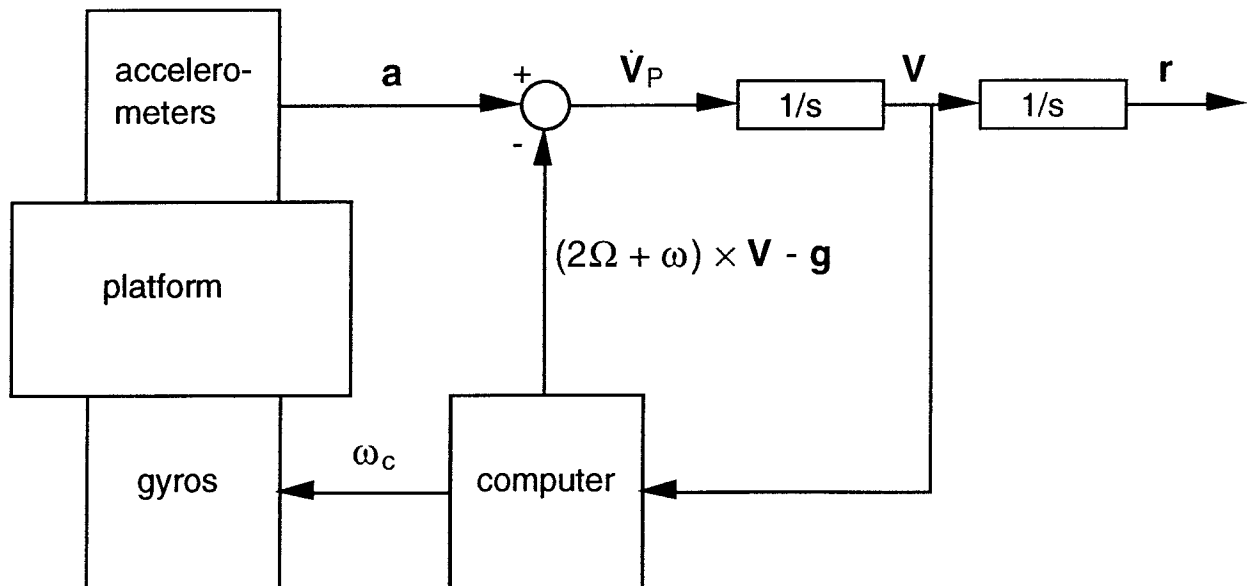 accelero-
meters
a
+
-
V̇P
1/s
V
1/s
r
(2Ω + ω) × V - g
platform
gyros
ωc
computer